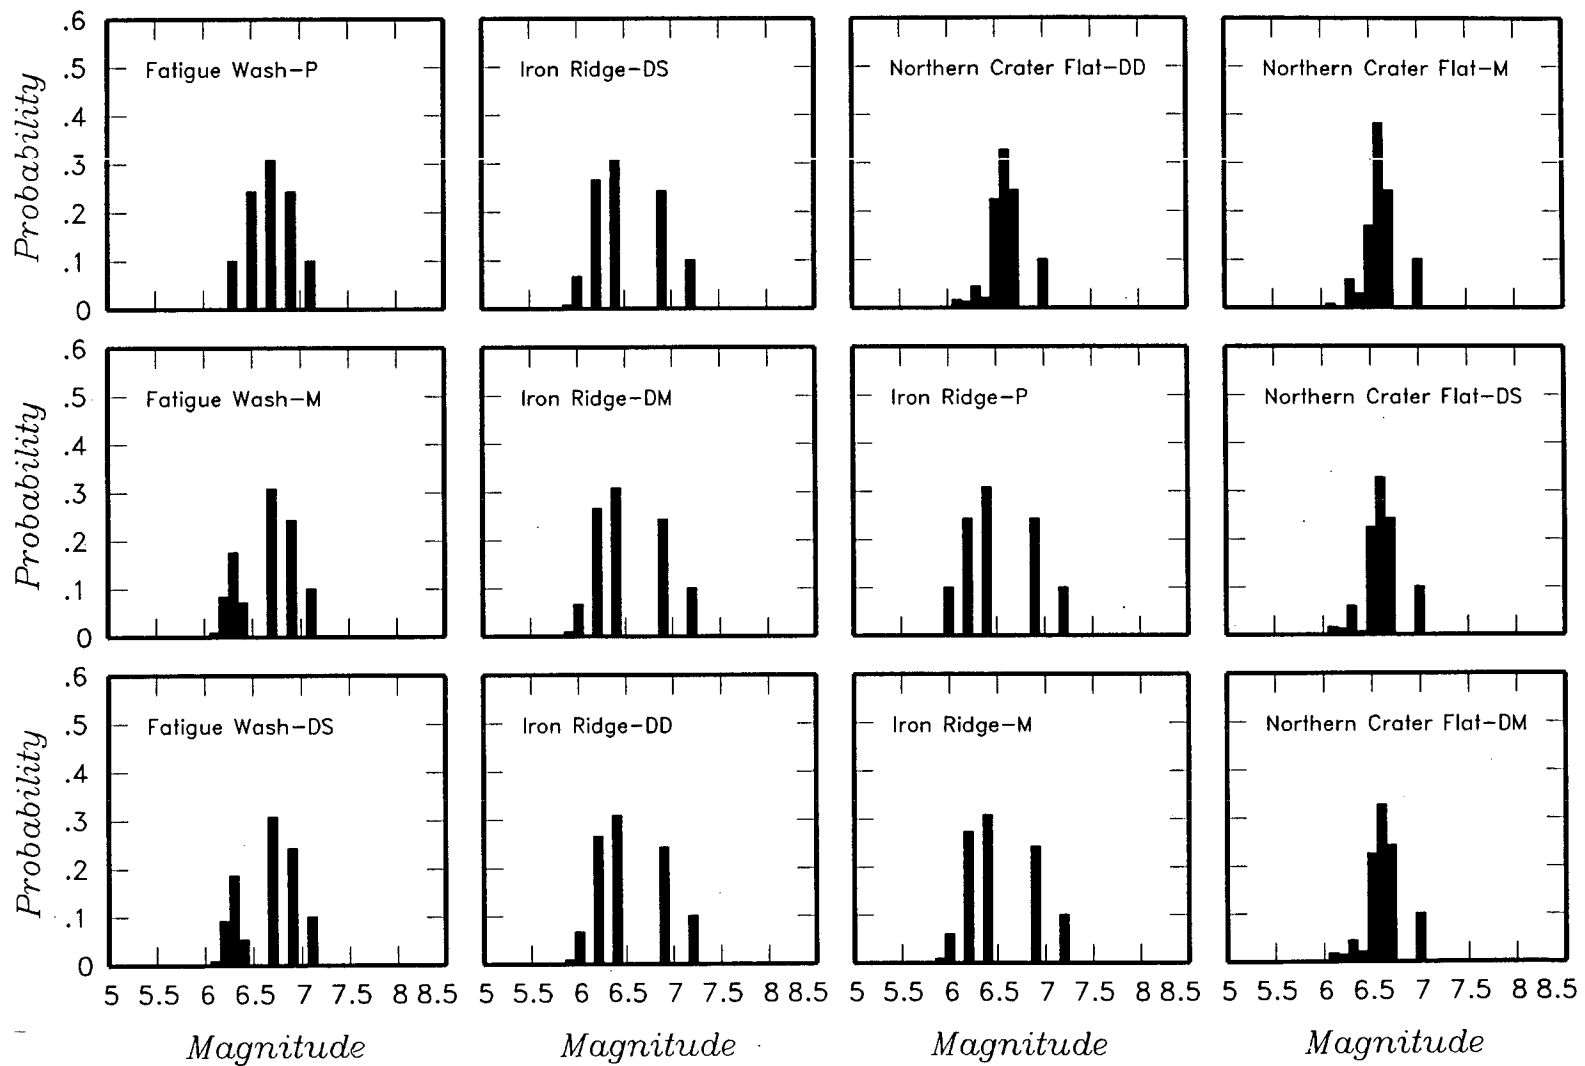 .6
.5
.4
.3
.2
.1
0
Probability
Fatigue Wash-P
Iron Ridge-DS
Northern Crater Flat-DD
Northern Crater Flat-M
.6
.5
.4
.3
.2
.1
0
Probability
Fatigue Wash-M
Iron Ridge-DM
Iron Ridge-P
Northern Crater Flat-DS
.6
.5
.4
.3
.2
.1
0
Probability
Fatigue Wash-DS
Iron Ridge-DD
Iron Ridge-M
Northern Crater Flat-DM
5 5.5 6 6.5 7 7.5 8 8.5
5 5.5 6 6.5 7 7.5 8 8.5
5 5.5 6 6.5 7 7.5 8 8.5
5 5.5 6 6.5 7 7.5 8 8.5
Magnitude
Magnitude
Magnitude
Magnitude